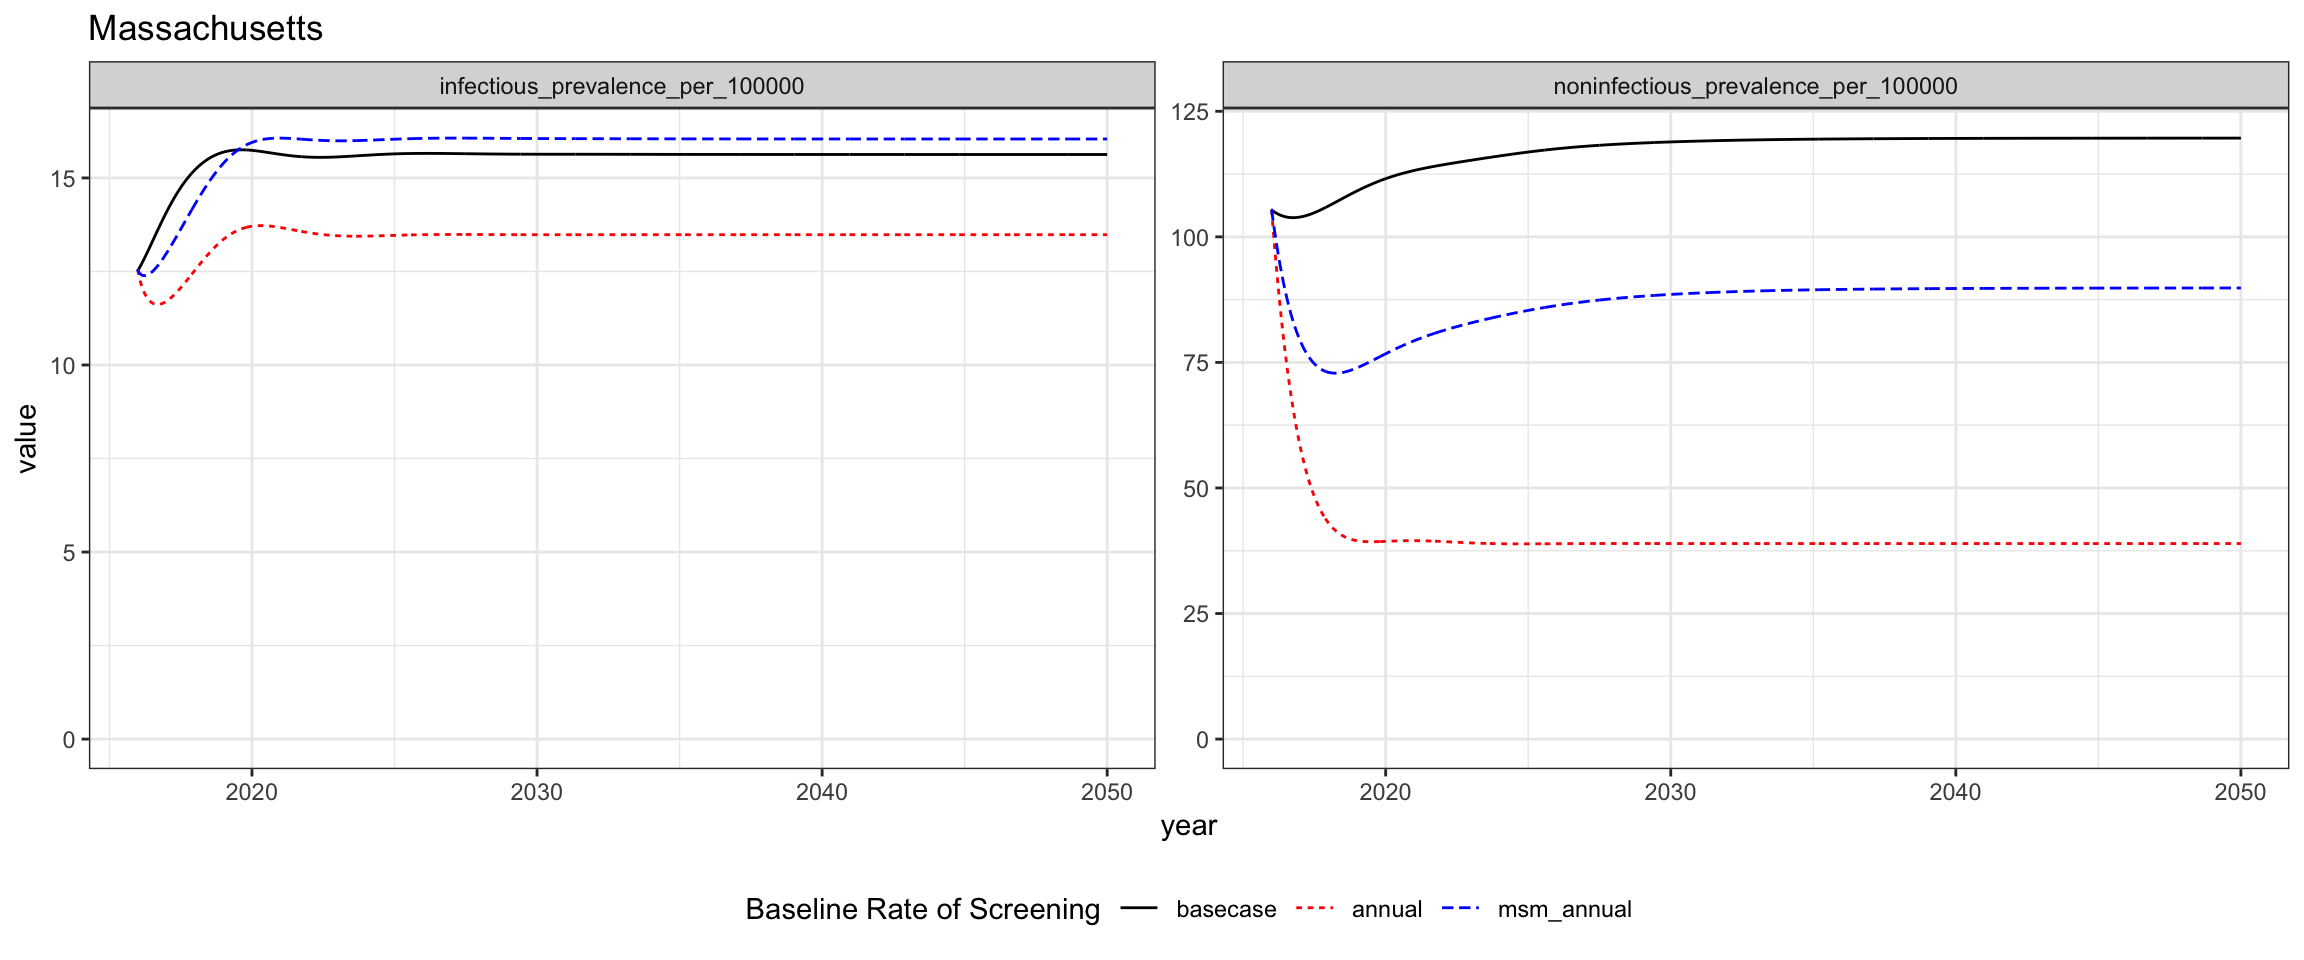 Massachusetts
infectious_prevalence_per_100000
noninfectious_prevalence_per_100000
value
15
10
5
0
125
100
75
50
25
0
2020 2030 2040 2050
2020 2030 2040 2050
year
Baseline Rate of Screening basecase annual msm_annual